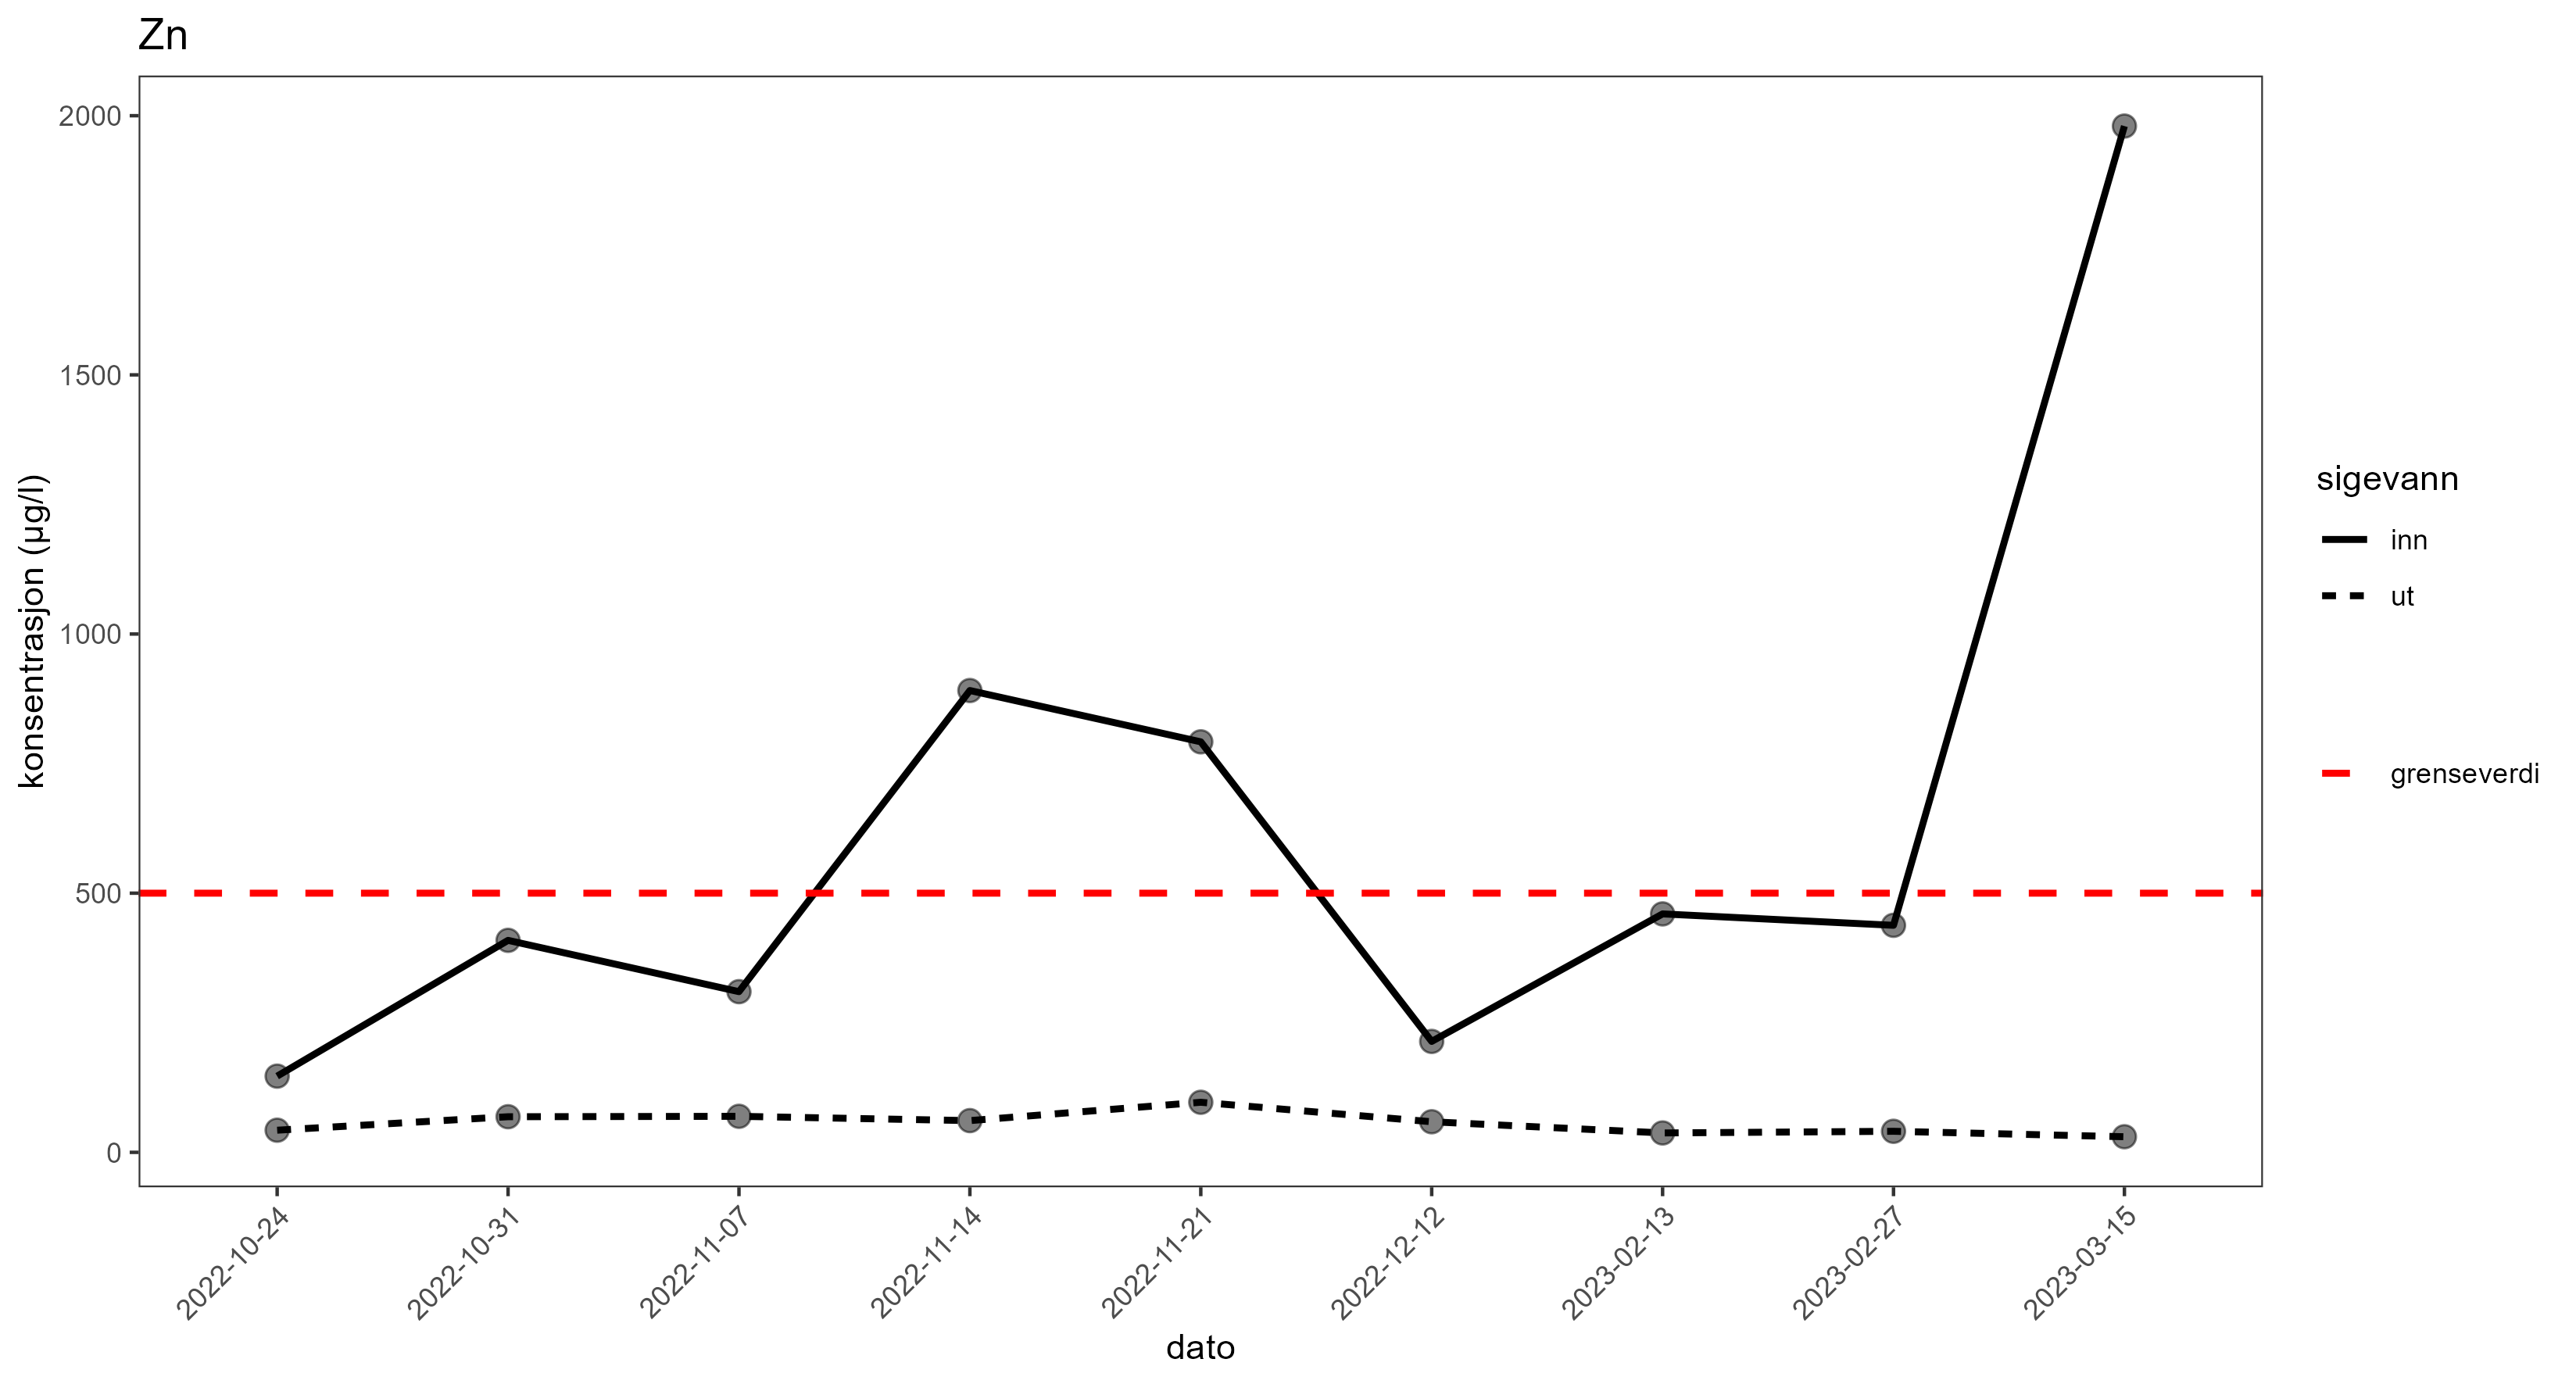 Zn
konsentrasjon (µg/l)
2000
1500
1000
500
0
2022-10-24
2022-10-31
2022-11-07
2022-11-14
2022-11-21
2022-12-12
2023-02-13
2023-02-27
2023-03-15
dato
sigevann
inn
ut
grenseverdi